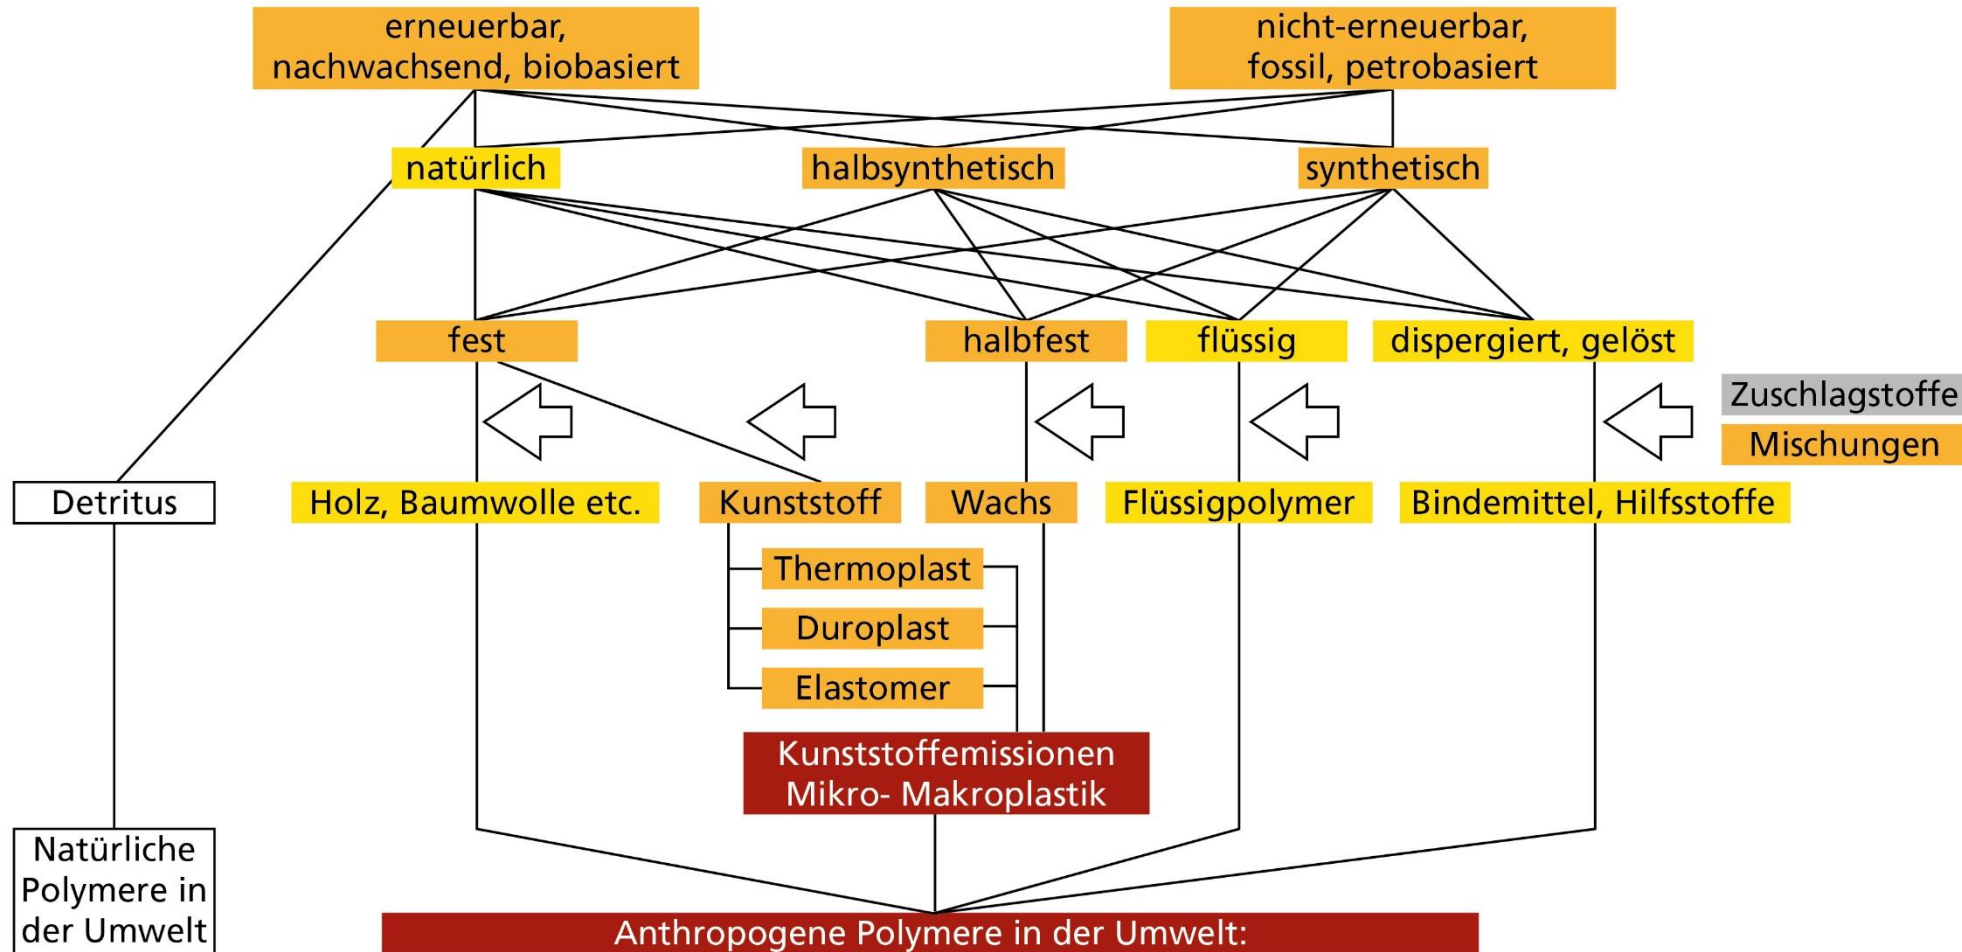 erneuerbar,
nachwachsend, biobasiert
nicht-erneuerbar,
fossil, petrobasiert
natürlich
halbsynthetisch
synthetisch
fest
halbfest
flüssig
dispergiert, gelöst
Zuschlagstoffe
Mischungen
Detritus
Holz, Baumwolle etc.
Kunststoff
Wachs
Flüssigpolymer
Bindemittel, Hilfsstoffe
Thermoplast
Duroplast
Elastomer
Kunststoffemissionen
Mikro- Makroplastik
Natürliche
Polymere in
der Umwelt
Anthropogene Polymere in der Umwelt: